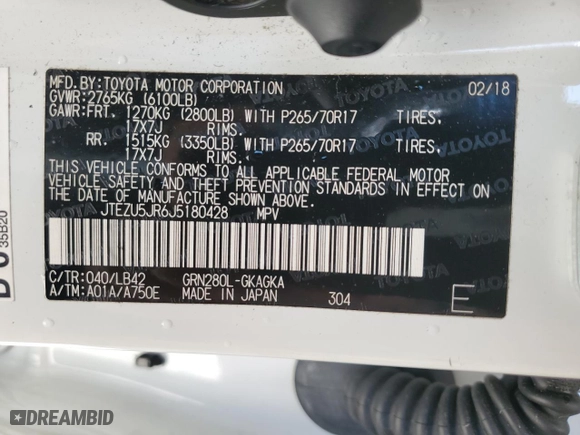 MFD.BY:TOYOTA MOTOR CORPORATION 02/18
GVWR:2765KG (6100LB)
GAWR:FRT. 1270KG (2800LB) WITH P265/70R17 TIRES,
17X7J RIMS,
RR. 1515KG (3350LB) WITH P265/70R17 TIRES,
17X7J RIMS,
THIS VEHICLE CONFORMS TO ALL APPLICABLE FEDERAL MOTOR
VEHICLE SAFETY AND THEFT PREVENTION STANDARDS IN EFFECT ON
THE DATE OF MANUFACTURE SHOWN ABOVE.
JTEZU5JR6J5180428 MPV
C/TR:040/LB42 GRN280L-GKAGKA
A/TM:A01A/A750E MADE IN JAPAN 304
E
35B20
DREAMBID